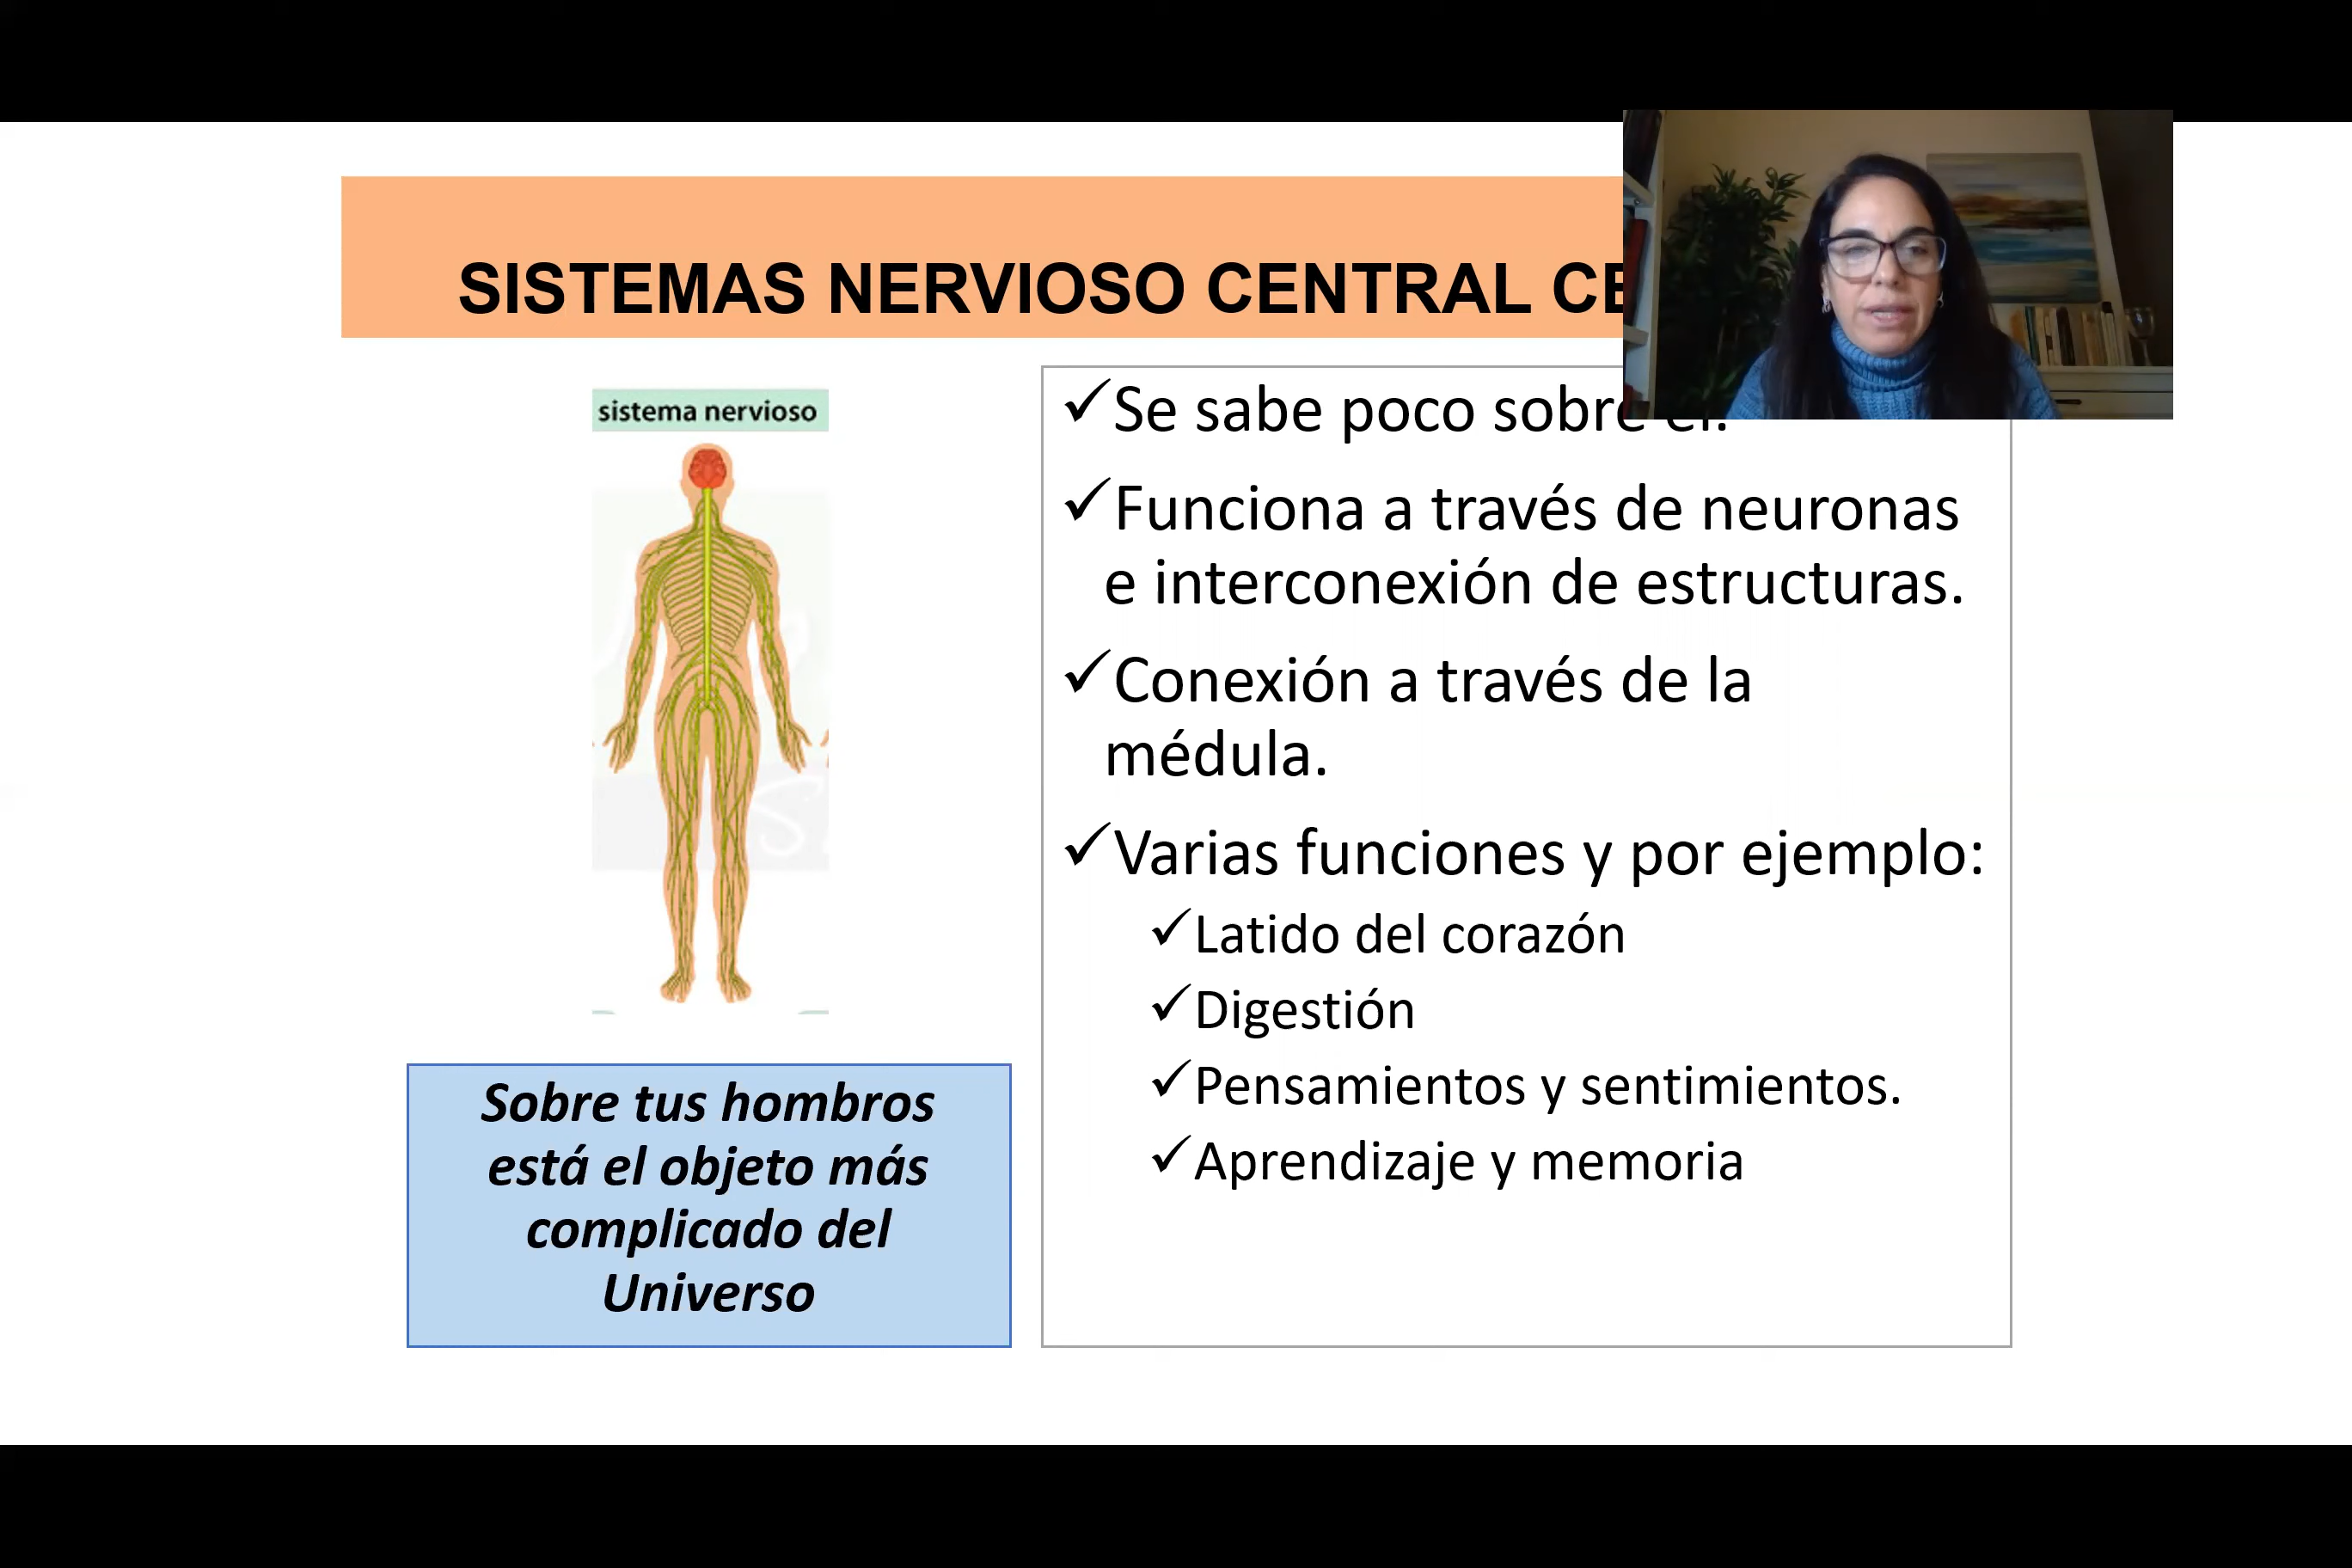 SISTEMAS NERVIOSO CENTRAL
sistema nervioso
✓Se sabe poco sobre él.
✓Funciona a través de neuronas
e interconexión de estructuras.
✓Conexión a través de la
médula.
✓Varias funciones y por ejemplo:
✓Latido del corazón
✓Digestión
✓Pensamientos y sentimientos.
✓Aprendizaje y memoria
Sobre tus hombros
está el objeto más
complicado del
Universo